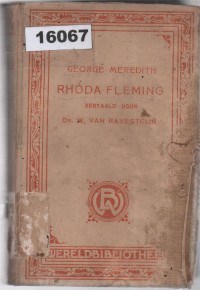 16067
GEORGE MEREDITH
RHODA FLEMING
VERTAALD DOOR
Dr. W. VAN RAVESTEIJN
WERELDBIBLIOTHEEK